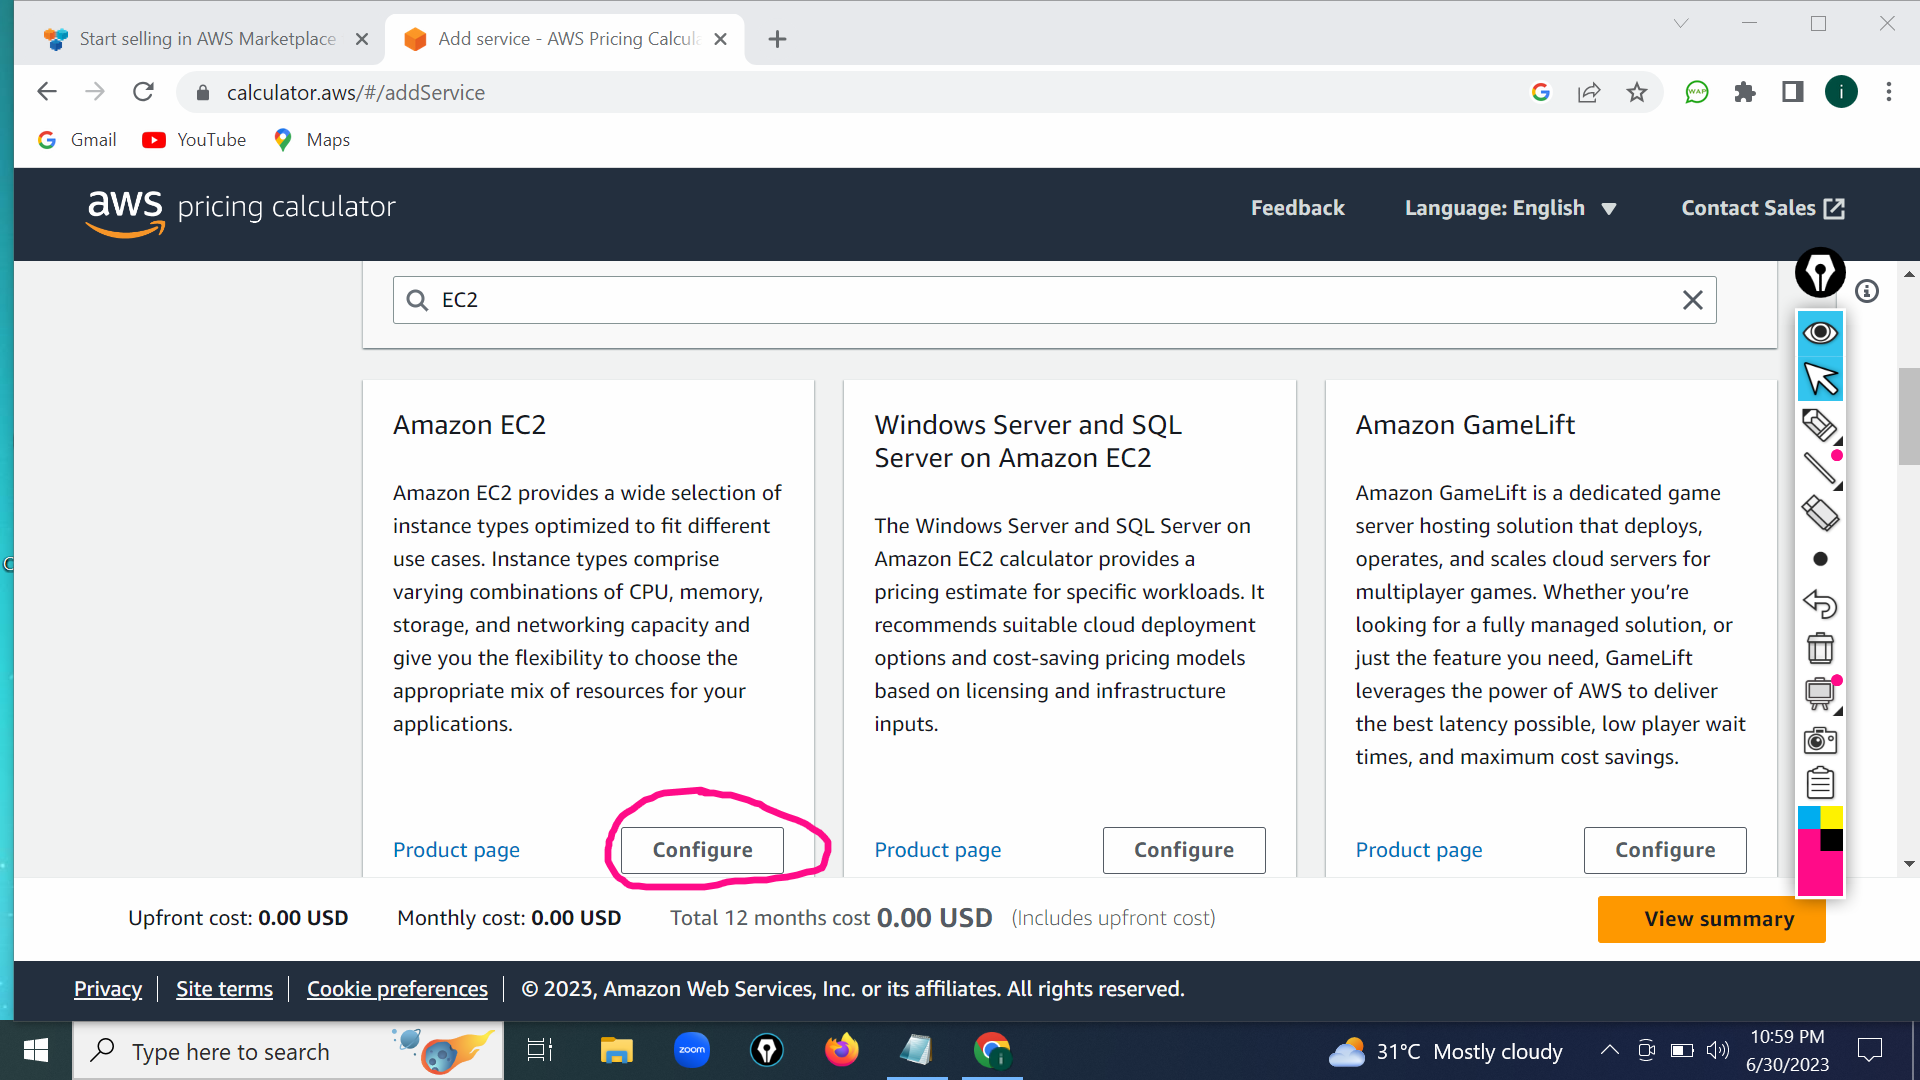 Start selling in AWS Marketplace
Add service - AWS Pricing Calcul
calculator.aws/#/addService
WAP
i
Gmail
YouTube
Maps
aws pricing calculator
Feedback
Language: English
Contact Sales
EC2
Amazon EC2
Amazon EC2 provides a wide selection of
instance types optimized to fit different
use cases. Instance types comprise
varying combinations of CPU, memory,
storage, and networking capacity and
give you the flexibility to choose the
appropriate mix of resources for your
applications.
Product page
Configure
Windows Server and SQL
Server on Amazon EC2
The Windows Server and SQL Server on
Amazon EC2 calculator provides a
pricing estimate for specific workloads. It
recommends suitable cloud deployment
options and cost-saving pricing models
based on licensing and infrastructure
inputs.
Product page
Configure
Amazon GameLift
Amazon GameLift is a dedicated game
server hosting solution that deploys,
operates, and scales cloud servers for
multiplayer games. Whether you’re
looking for a fully managed solution, or
just the feature you need, GameLift
leverages the power of AWS to deliver
the best latency possible, low player wait
times, and maximum cost savings.
Product page
Configure
Upfront cost: 0.00 USD
Monthly cost: 0.00 USD
Total 12 months cost 0.00 USD (Includes upfront cost)
View summary
Privacy
Site terms
Cookie preferences
© 2023, Amazon Web Services, Inc. or its affiliates. All rights reserved.
Type here to search
zoom
i
31°C Mostly cloudy
10:59 PM
6/30/2023